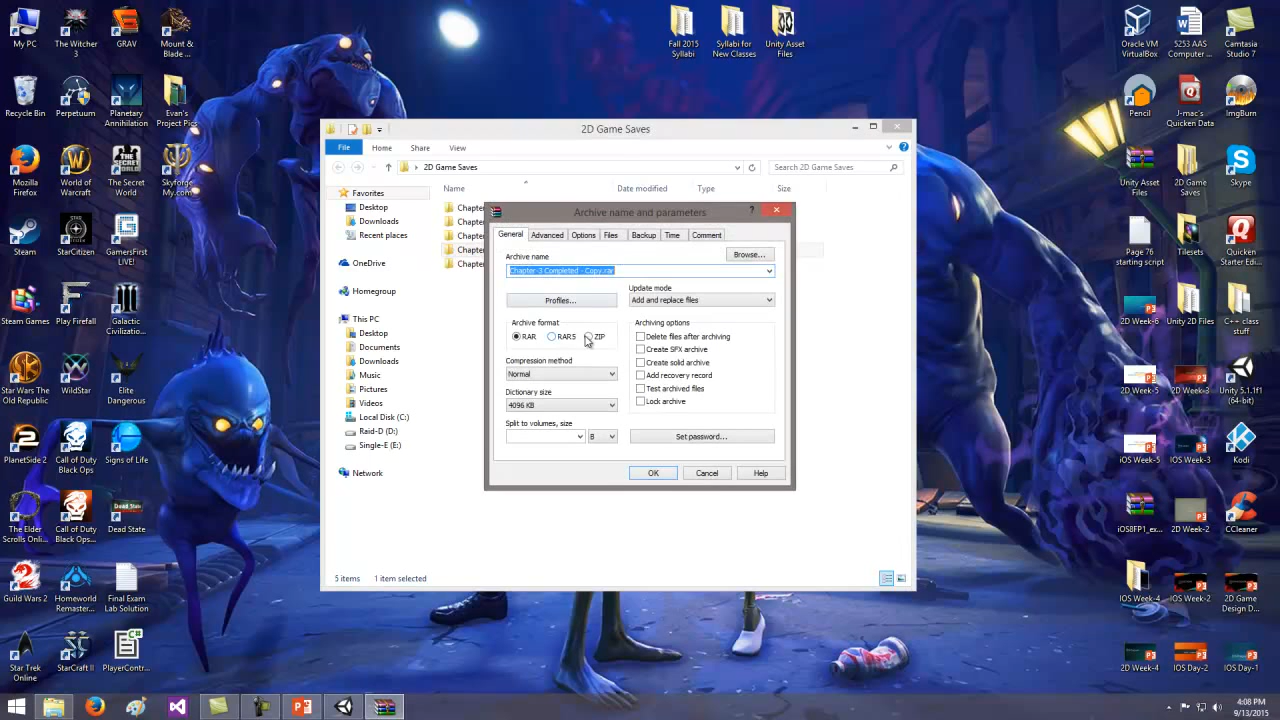 My PC
The Witcher 3
GRAV
Mount & Blade ...
Fall 2015 Syllabi
Syllabi for New Classes
Unity Asset Files
Oracle VM VirtualBox
5253 AAS Computer ...
Camtasia Studio 7
Recycle Bin
Perpetuum
Planetary Annihilation
Evan's Project Pics
Pencil
J-mac's Quicken Data
ImgBurn
Mozilla Firefox
World of Warcraft
The Secret World
Skyforge My.com
Unity Asset Files
2D Game Saves
Skype
Steam
StarCitizen
GamersFirst LIVE!
Page 76 starting script
Tilesets
Quicken Starter Edi...
Steam Games
Play Firefall
Galactic Civilizatio...
2D Week-6
Unity 2D Files
C++ class stuff
Star Wars The Old Republic
WildStar
Elite Dangerous
2D Week-5
2D Week-3
Unity 5.1.1f1 (64-bit)
PlanetSide 2
Call of Duty Black Ops
Signs of Life
iOS Week-5
iOS Week-3
Kodi
The Elder Scrolls Onli...
Call of Duty Black Ops...
Dead State
iOS8FP1_ex...
2D Week-2
CCleaner
Guild Wars 2
Homeworld Remaster...
Final Exam Lab Solution
IOS Week-4
IOS Week-2
2D Game Design D...
Star Trek Online
StarCraft II
PlayerContr...
2D Week-4
IOS Day-2
IOS Day-1
2D Game Saves
File Home Share View
2D Game Saves
Search 2D Game Saves
Name Date modified Type Size
Favorites
Desktop
Downloads
Recent places
OneDrive
Homegroup
This PC
Desktop
Documents
Downloads
Music
Pictures
Videos
Local Disk (C:)
Raid-D (D:)
Single-E (E:)
Network
Chapte
Chapte
Chapte
Chapte
Chapte
5 items 1 item selected
Archive name and parameters
General Advanced Options Files Backup Time Comment
Archive name
Browse...
Chapter-3 Completed - Copy.rar
Profiles...
Update mode
Add and replace files
Archive format
RAR RAR5 ZIP
Compression method
Normal
Dictionary size
4096 KB
Split to volumes, size
B
Archiving options
Delete files after archiving
Create SFX archive
Create solid archive
Add recovery record
Test archived files
Lock archive
Set password...
OK Cancel Help
4:08 PM
9/13/2015